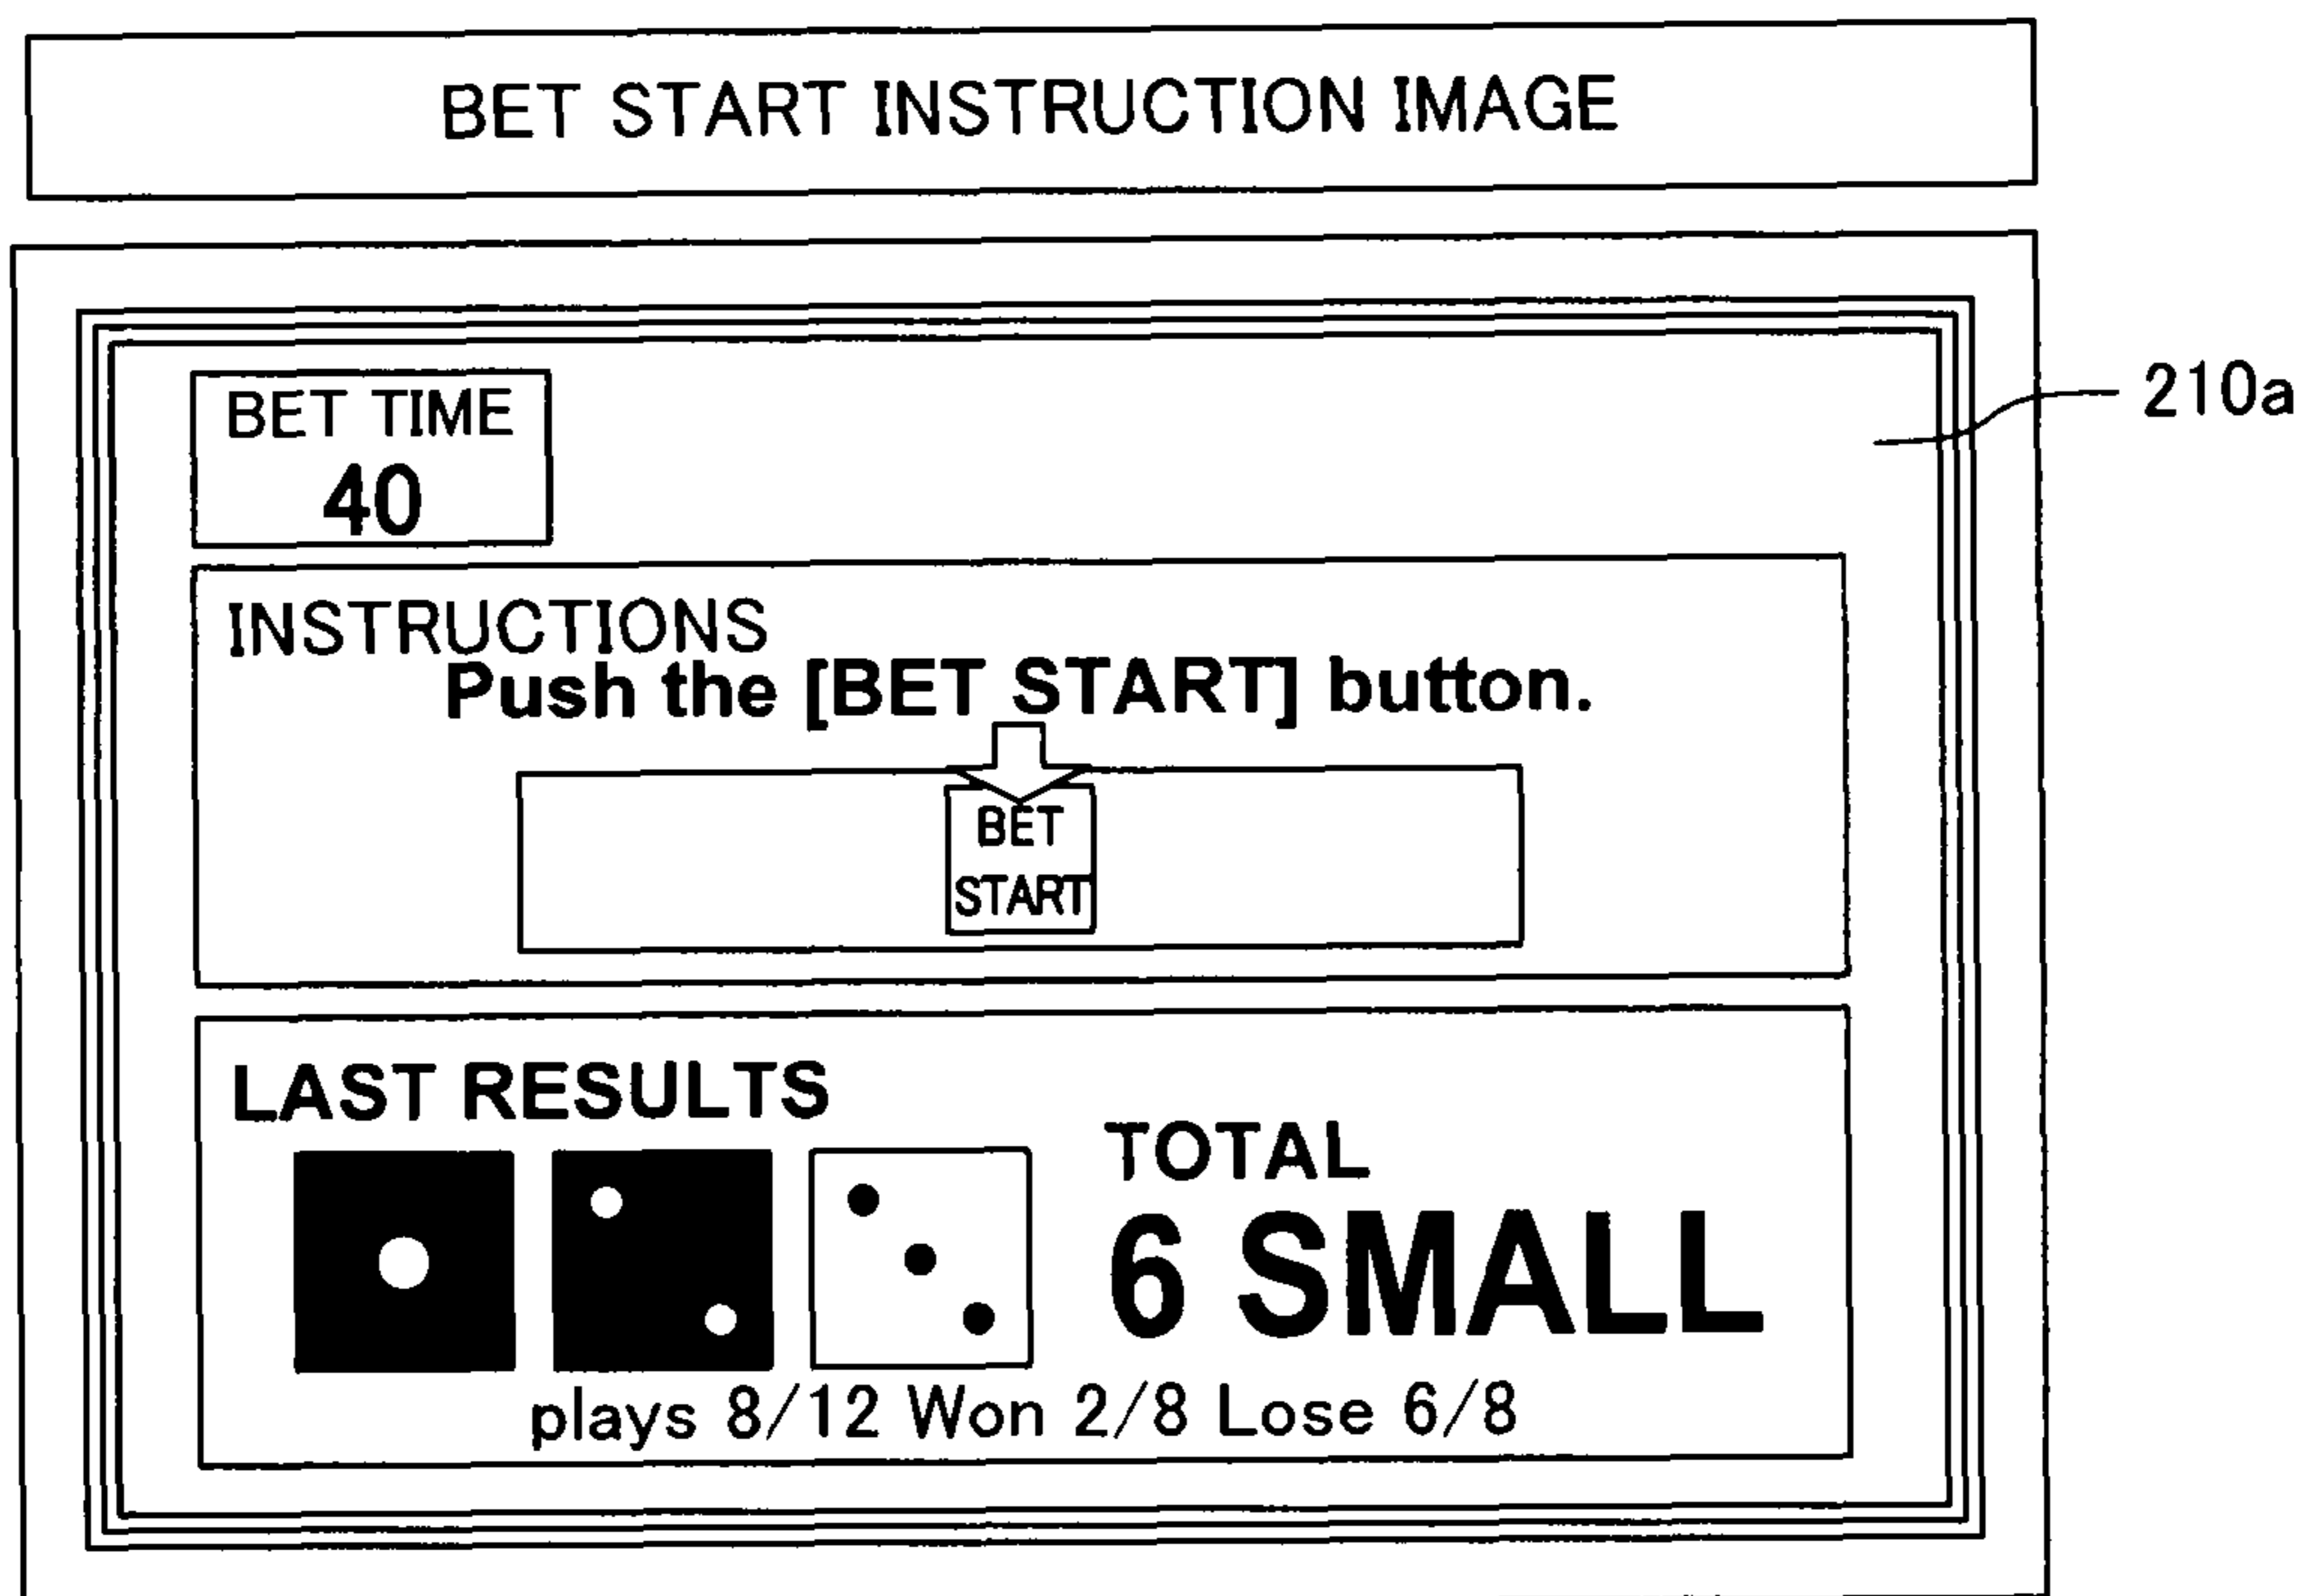 BET START INSTRUCTION IMAGE
BET TIME
40
210a
INSTRUCTIONS
Push the [BET START] button.
BET
START
LAST RESULTS
TOTAL
6 SMALL
plays 8/12 Won 2/8 Lose 6/8